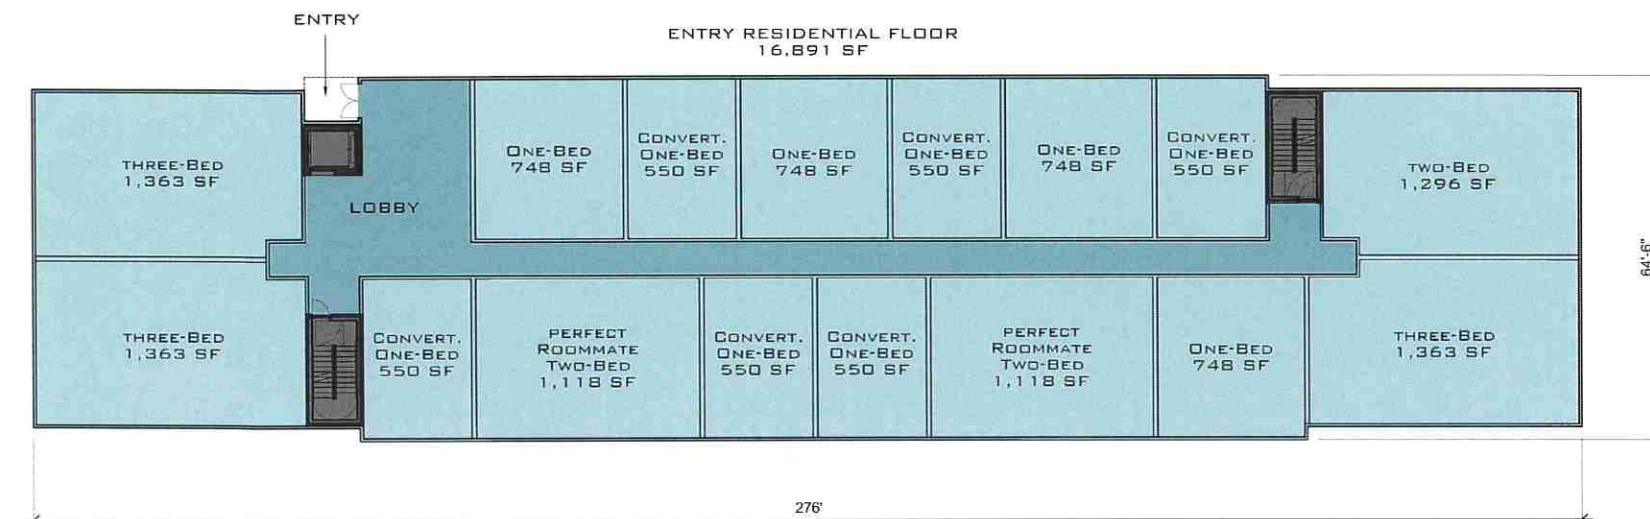 ENTRY
ENTRY RESIDENTIAL FLOOR
16,891 SF
THREE-BED
1,363 SF
LOBBY
ONE-BED
748 SF
CONVERT.
ONE-BED
550 SF
ONE-BED
748 SF
CONVERT.
ONE-BED
550 SF
ONE-BED
748 SF
CONVERT.
ONE-BED
550 SF
TWO-BED
1,296 SF
64'-6"
THREE-BED
1,363 SF
CONVERT.
ONE-BED
550 SF
PERFECT
ROOMMATE
TWO-BED
1,118 SF
CONVERT.
ONE-BED
550 SF
CONVERT.
ONE-BED
550 SF
PERFECT
ROOMMATE
TWO-BED
1,118 SF
ONE-BED
748 SF
THREE-BED
1,363 SF
276'